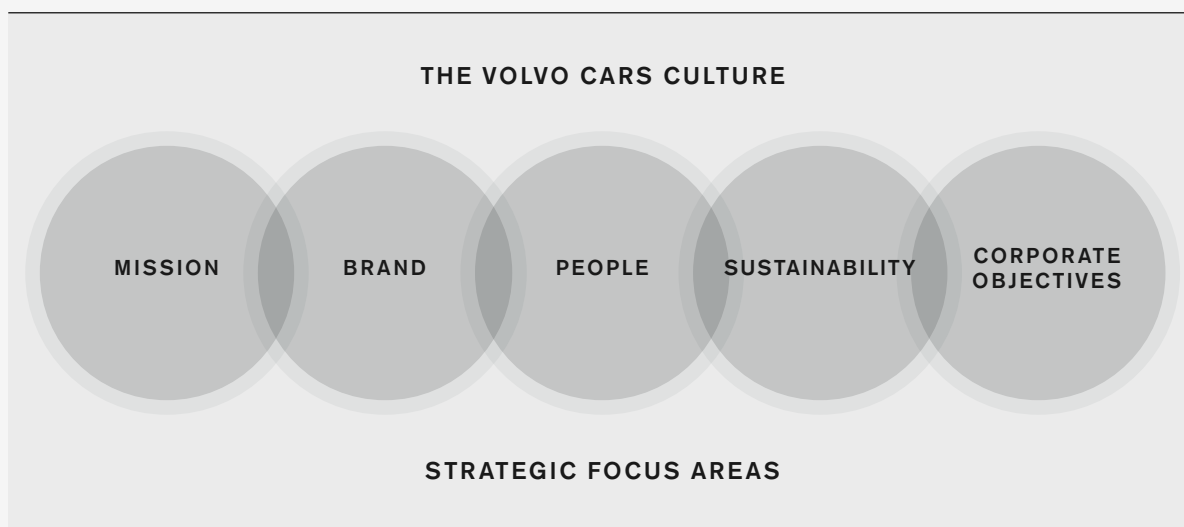 THE VOLVO CARS CULTURE
MISSION
BRAND
PEOPLE
SUSTAINABILITY
CORPORATE
OBJECTIVES
STRATEGIC FOCUS AREAS